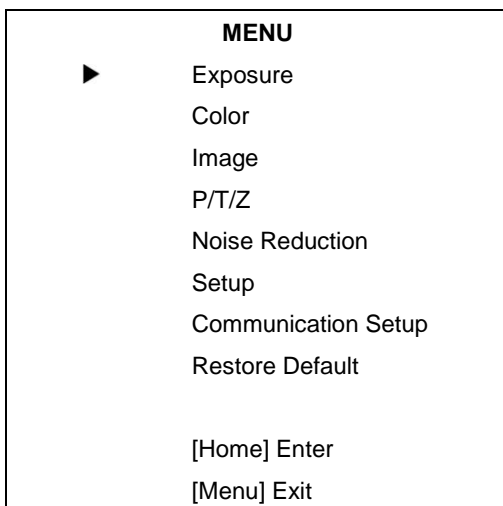 MENU
Exposure
Color
Image
P/T/Z
Noise Reduction
Setup
Communication Setup
Restore Default
[Home] Enter
[Menu] Exit